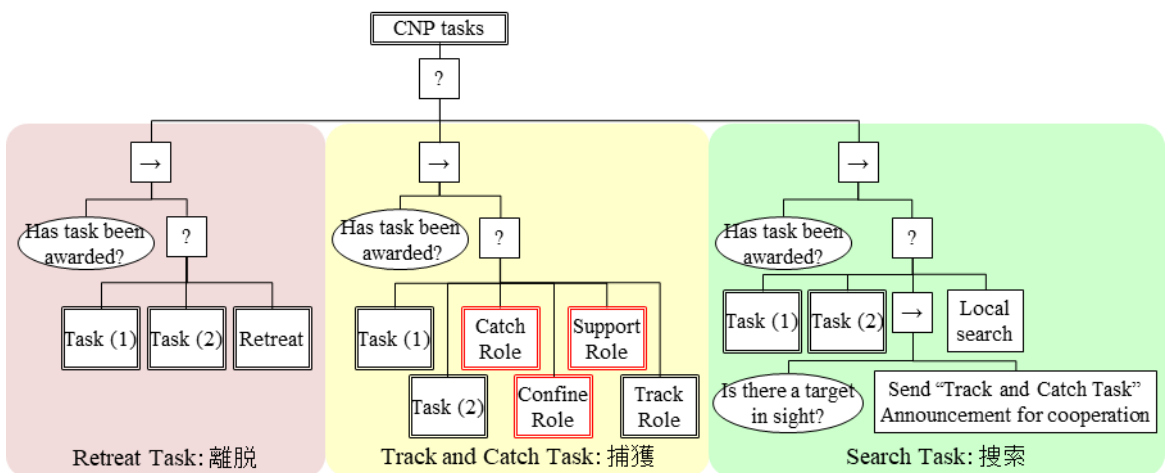 CNP tasks
?
→
→
→
Has task been
awarded?
?
Has task been
awarded?
?
Has task been
awarded?
?
Task (1)
Task (2)
Retreat
Task (1)
Catch
Role
Support
Role
Task (2)
Confine
Role
Track
Role
Task (1)
Task (2)
→
Local
search
Is there a target
in sight?
Send “Track and Catch Task”
Announcement for cooperation
Retreat Task: 離脱
Track and Catch Task: 捕獲
Search Task: 捜索